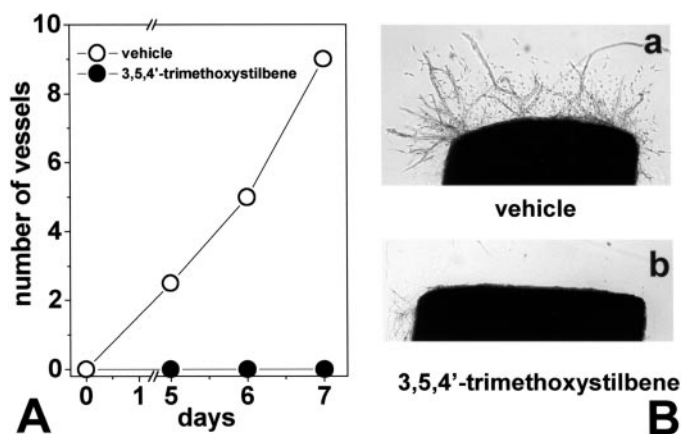 10
8
6
4
2
0
number of vessels
vehicle
3,5,4'-trimethoxystilbene
0 1 5 6 7
days
A
a
vehicle
b
3,5,4'-trimethoxystilbene
B